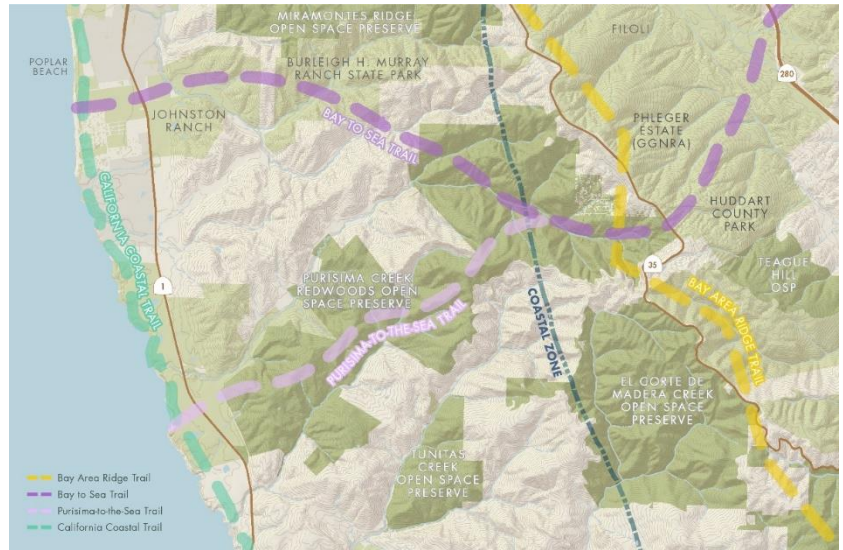 MIRAMONTES RIDGE
OPEN SPACE PRESERVE
FILOLI
POPLAR
BEACH
BURLEIGH H. MURRAY
RANCH STATE PARK
280
JOHNSTON
RANCH
PHLEGER
ESTATE
(GGNRA)
BAY TO SEA TRAIL
HUDDART
COUNTY
PARK
CALIFORNIA COASTAL TRAIL
1
PURISIMA CREEK
REDWOODS OPEN
SPACE PRESERVE
35
TEAGUE
HILL
OSP
COASTAL ZONE
BAY AREA RIDGE TRAIL
PURISIMA-TO-THE-SEA TRAIL
EL CORTE DE
MADERA CREEK
OPEN SPACE
PRESERVE
TUNITAS
CREEK
OPEN SPACE
PRESERVE
Bay Area Ridge Trail
Bay to Sea Trail
Purisima-to-the-Sea Trail
California Coastal Trail